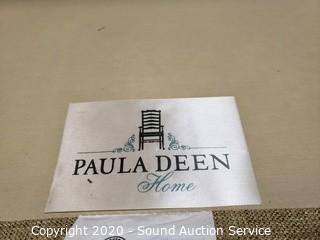 PAULA DEEN
Home
Copyright 2020 - Sound Auction Service